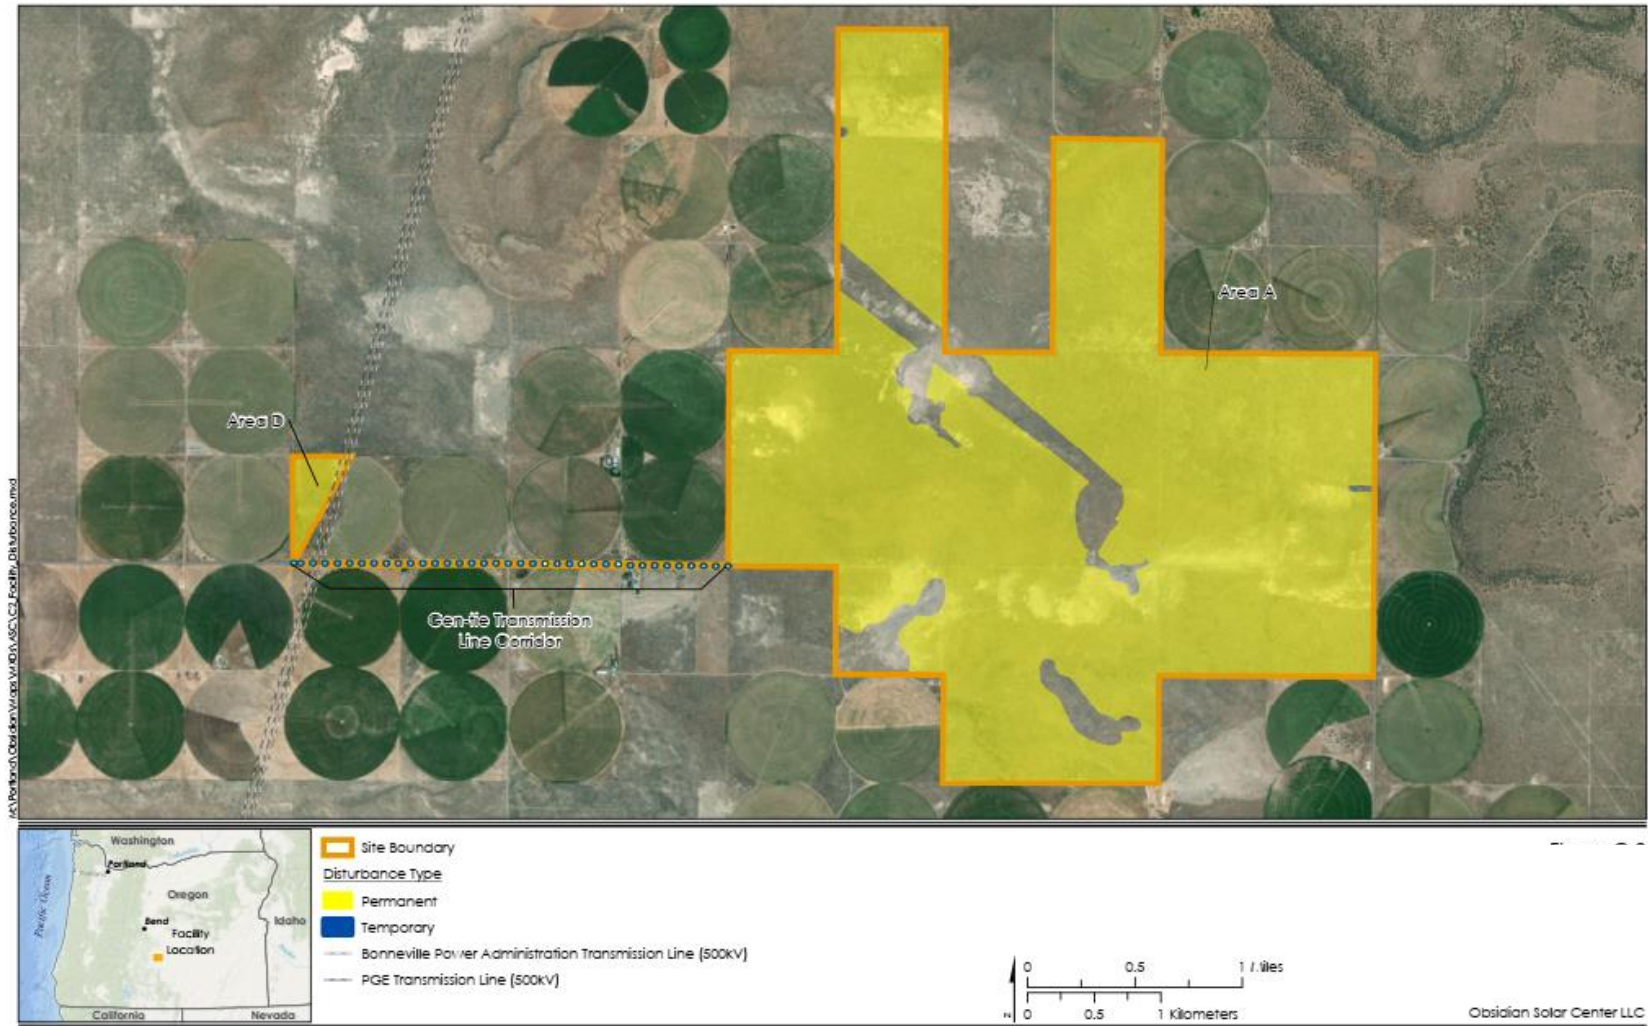 Area A
Area D
Gen-tie Transmission
Line Corridor
Washington
Portland
Pacific Ocean
Oregon
Bend
Idaho
Facility
Location
California
Nevada
Site Boundary
Disturbance Type
Permanent
Temporary
Bonneville Power Administration Transmission Line (500kV)
PGE Transmission Line (500kV)
0 0.5 1 Miles
0 0.5 1 Kilometers
N
Obsidian Solar Center LLC